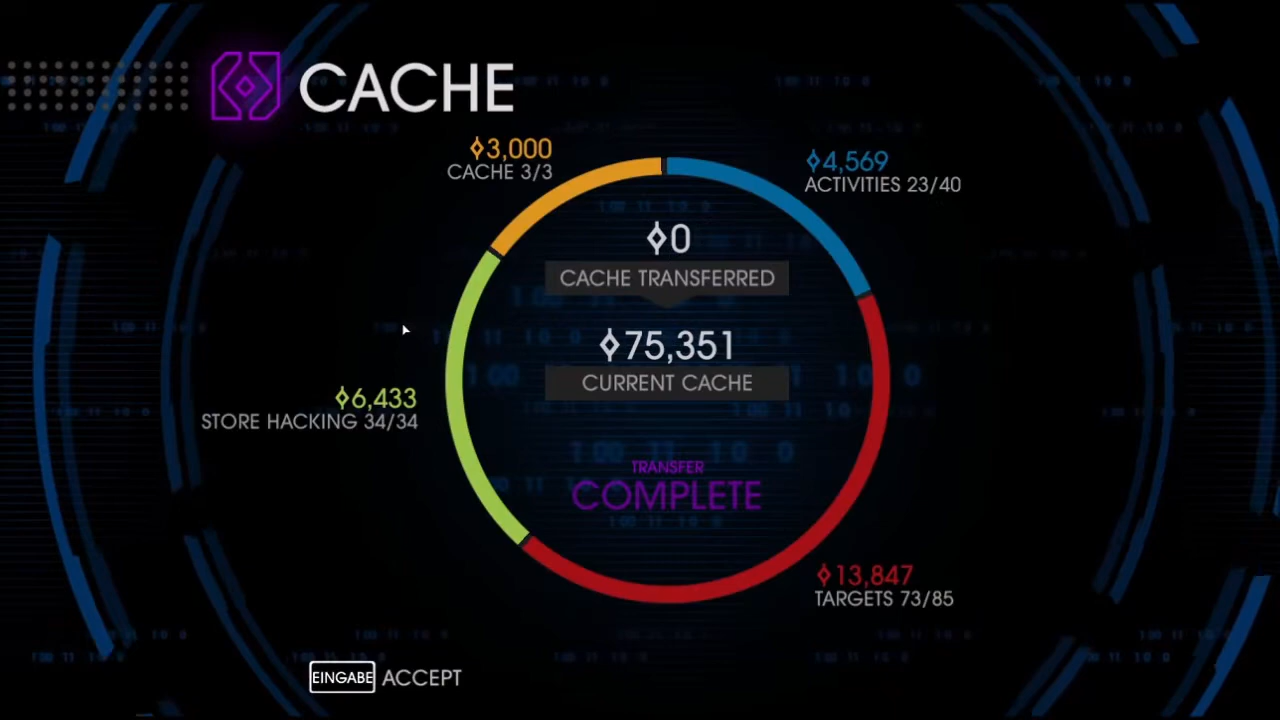 CACHE
3,000
CACHE 3/3
4,569
ACTIVITIES 23/40
0
CACHE TRANSFERRED
75,351
CURRENT CACHE
6,433
STORE HACKING 34/34
TRANSFER
COMPLETE
13,847
TARGETS 73/85
EINGABE ACCEPT